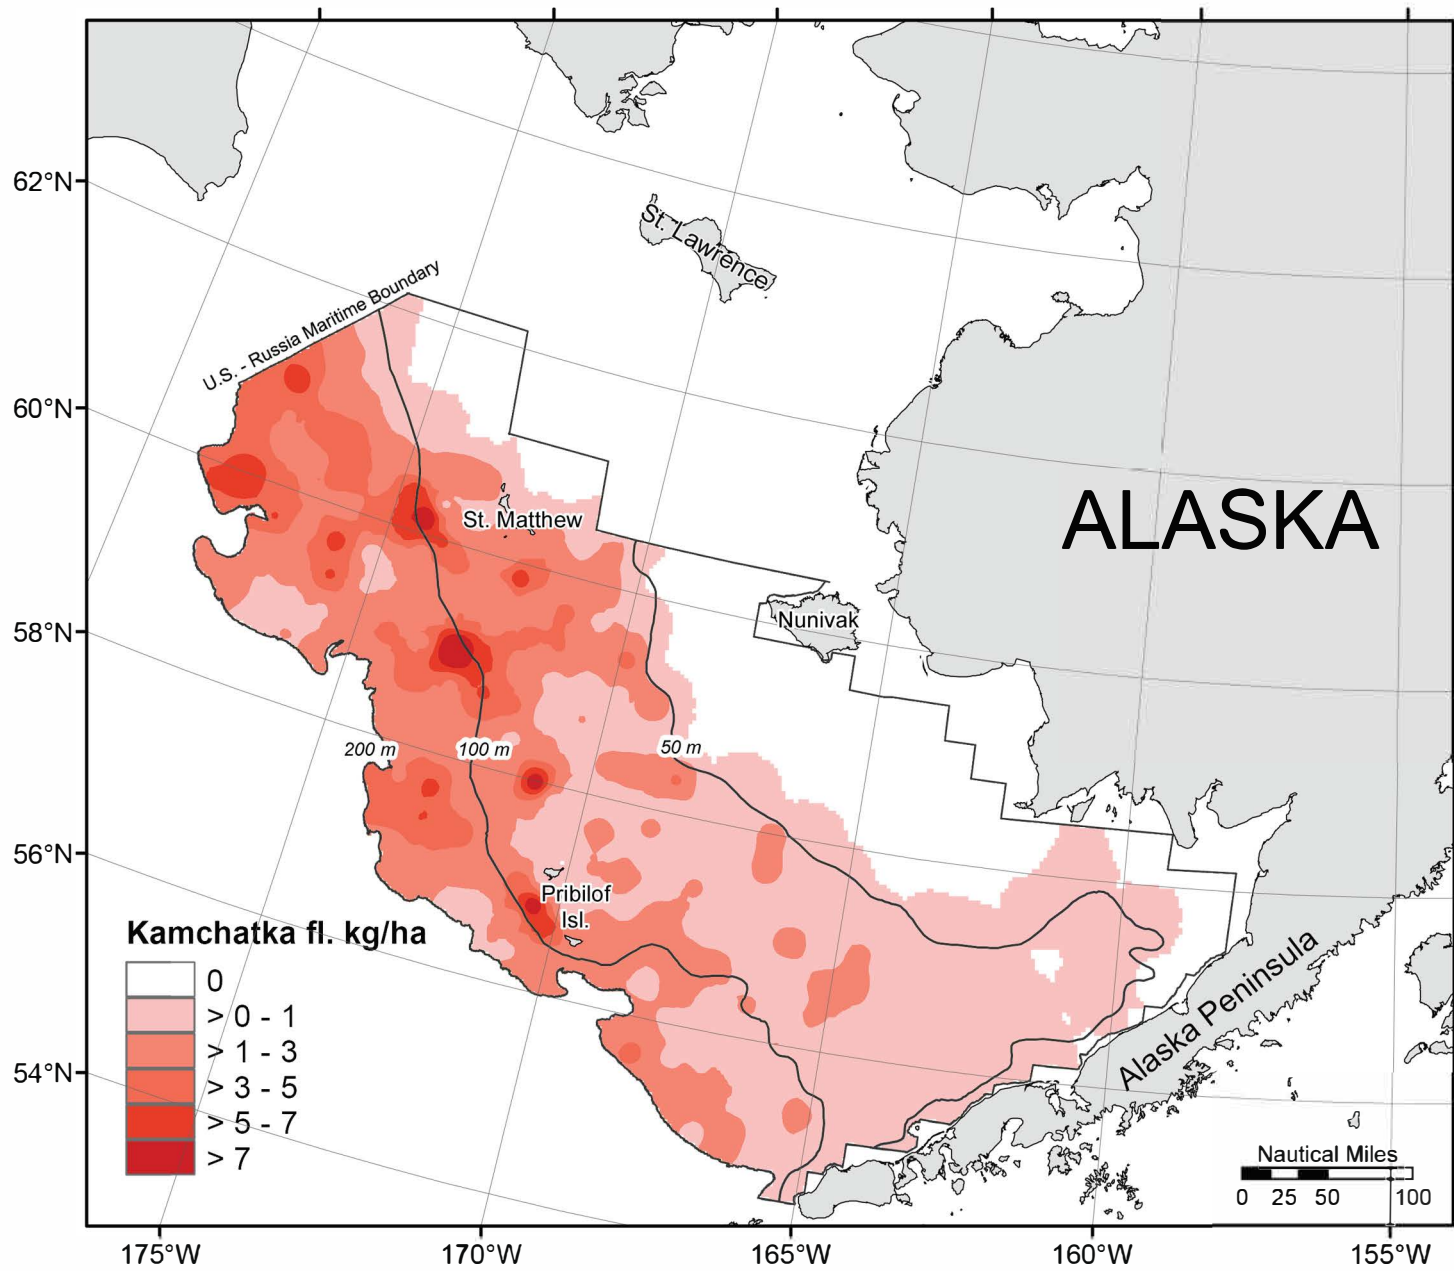 62°N
60°N
58°N
56°N
54°N
175°W
170°W
165°W
160°W
155°W
St. Lawrence
U.S. - Russia Maritime Boundary
ALASKA
St. Matthew
Nunivak
200 m
100 m
50 m
Pribilof
Isl.
Alaska Peninsula
Kamchatka fl. kg/ha
0
> 0 - 1
> 1 - 3
> 3 - 5
> 5 - 7
> 7
Nautical Miles
0 25 50 100